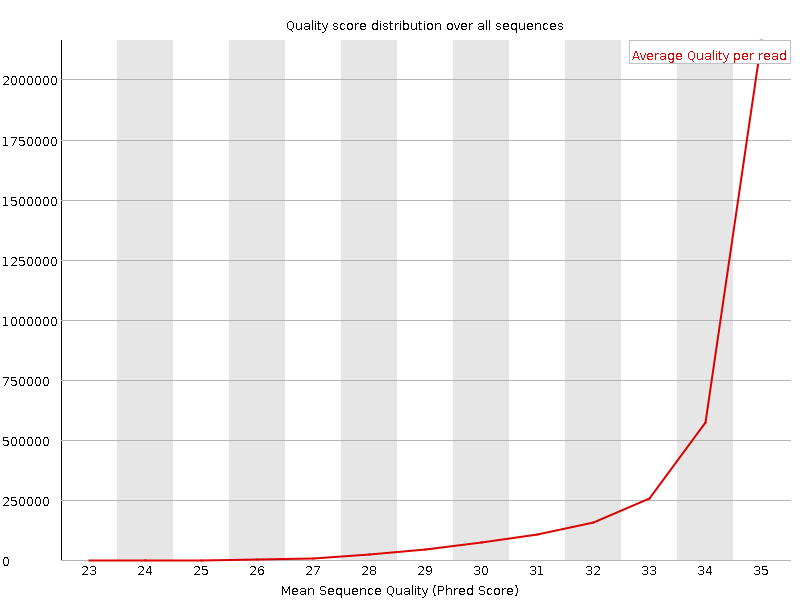 Quality score distribution over all sequences
Average Quality per read
2000000
1750000
1500000
1250000
1000000
750000
500000
250000
0
23 24 25 26 27 28 29 30 31 32 33 34 35
Mean Sequence Quality (Phred Score)